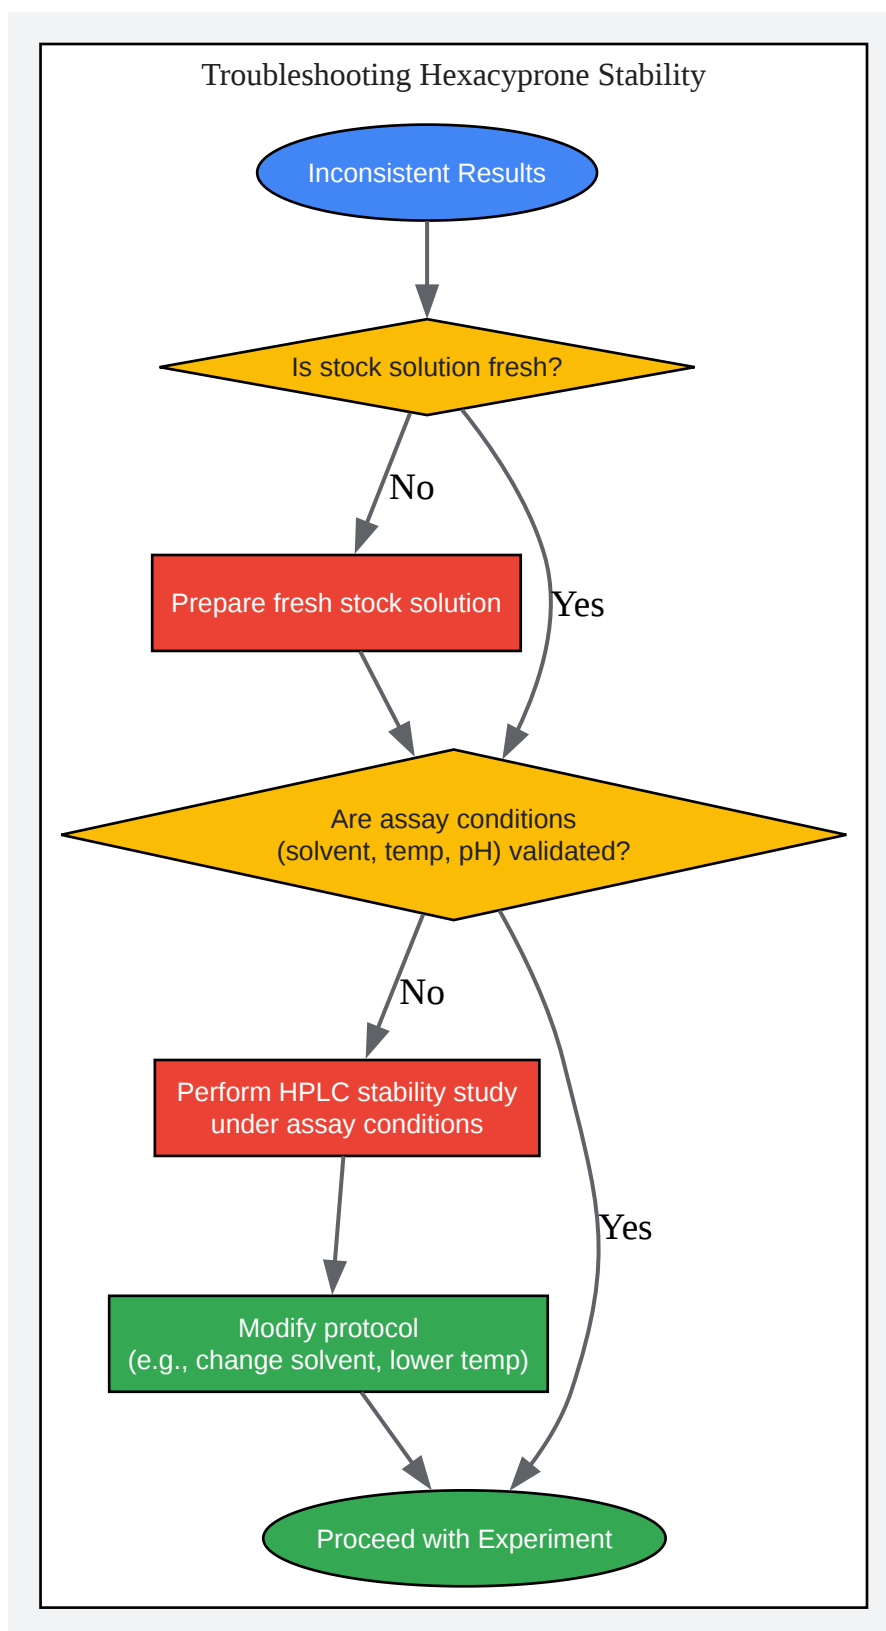 Troubleshooting Hexacyprone Stability
Inconsistent Results
Is stock solution fresh?
No
Prepare fresh stock solution
Yes
Are assay conditions
(solvent, temp, pH) validated?
No
Perform HPLC stability study
under assay conditions
Yes
Modify protocol
(e.g., change solvent, lower temp)
Proceed with Experiment